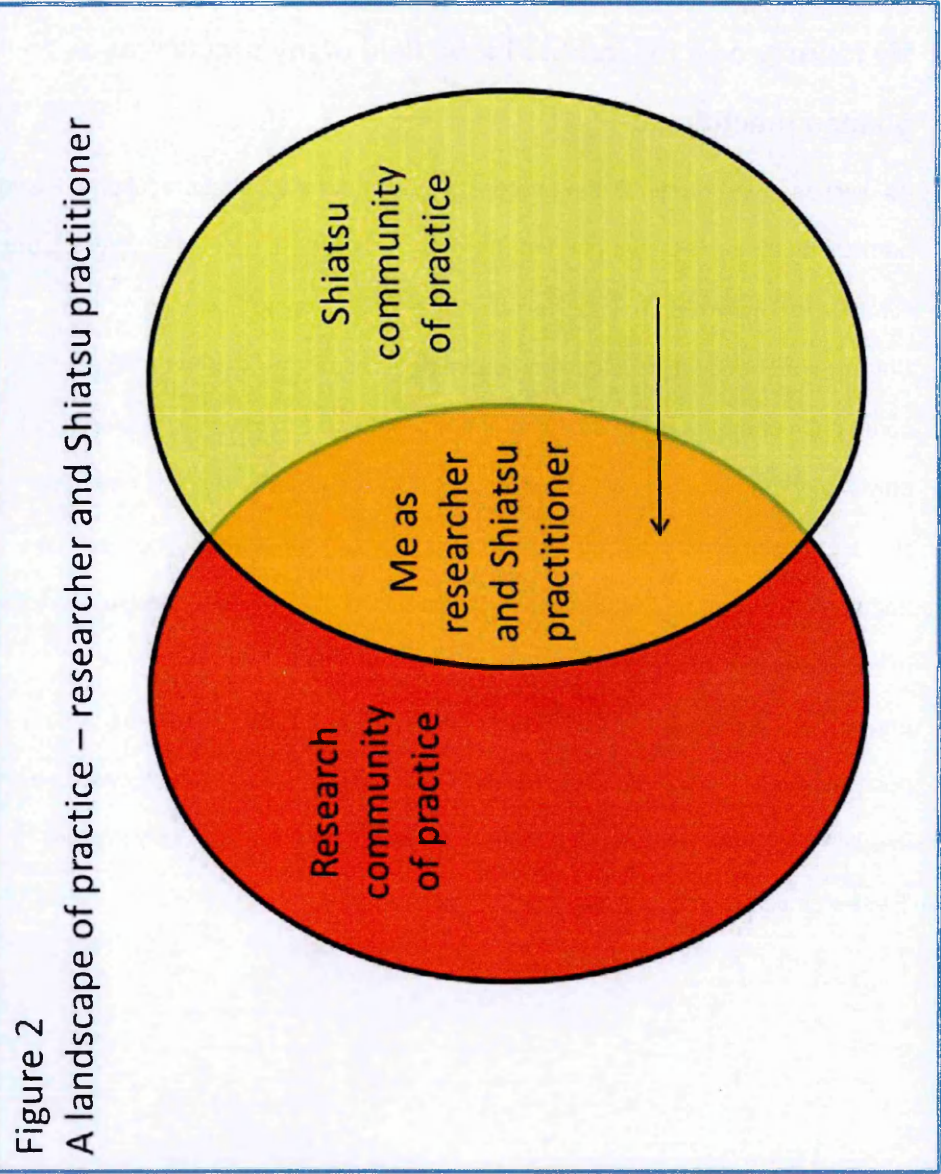 Figure 2
A landscape of practice – researcher and Shiatsu practitioner
Research
community
of practice
Me as
researcher
and Shiatsu
practitioner
Shiatsu
community
of practice